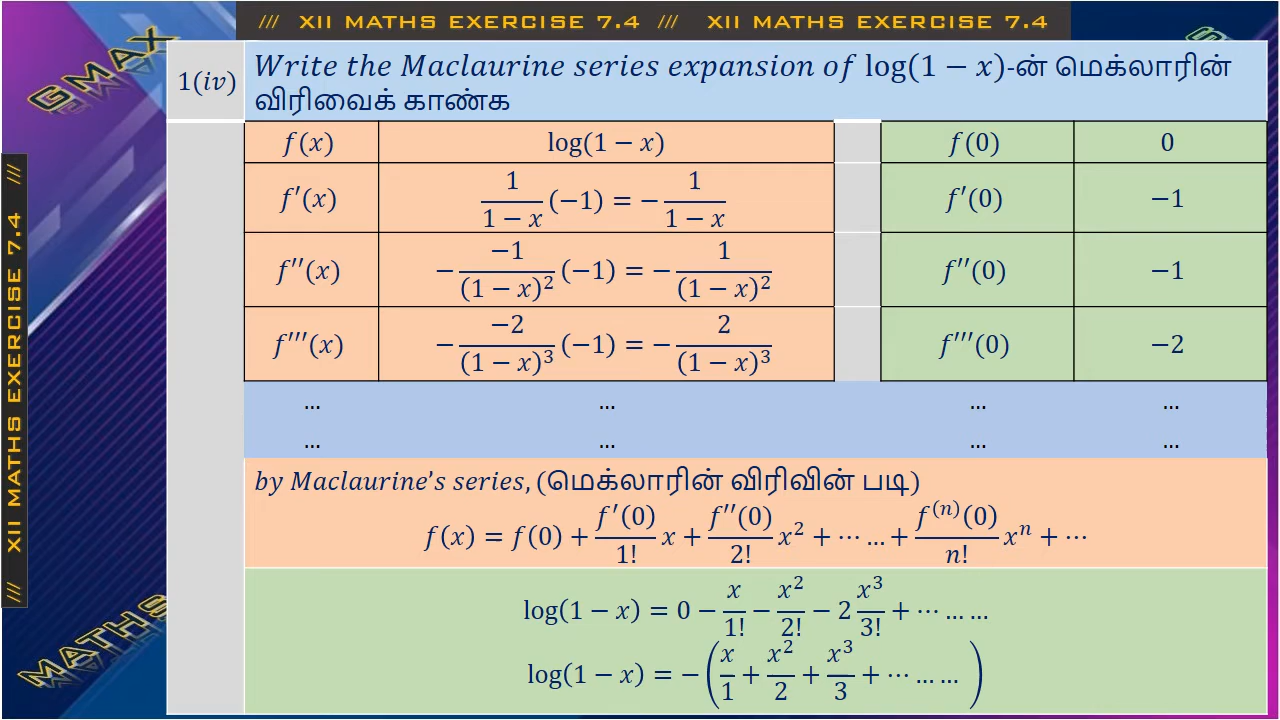 /// XII MATHS EXERCISE 7.4 /// XII MATHS EXERCISE 7.4
GMAX
/// XII MATHS EXERCISE 7.4 ///
MATHS
1(iv) Write the Maclaurine series expansion of log(1 − x)-ன் மெக்லாரின்
விரிவைக் காண்க
f(x) log(1 − x) f(0) 0
f′(x) 1/(1 − x) (−1) = − 1/(1 − x) f′(0) −1
f′′(x) − −1/(1 − x)² (−1) = − 1/(1 − x)² f′′(0) −1
f′′′(x) − −2/(1 − x)³ (−1) = − 2/(1 − x)³ f′′′(0) −2
... ... ... ...
... ... ... ...
by Maclaurine’s series, (மெக்லாரின் விரிவின் படி)
f(x) = f(0) + f′(0)/1! x + f′′(0)/2! x² + ⋯ ... + f⁽ⁿ⁾(0)/n! xⁿ + ⋯
log(1 − x) = 0 − x/1! − x²/2! − 2 x³/3! + ⋯ ... ...
log(1 − x) = − (x/1 + x²/2 + x³/3 + ⋯ ... ... )